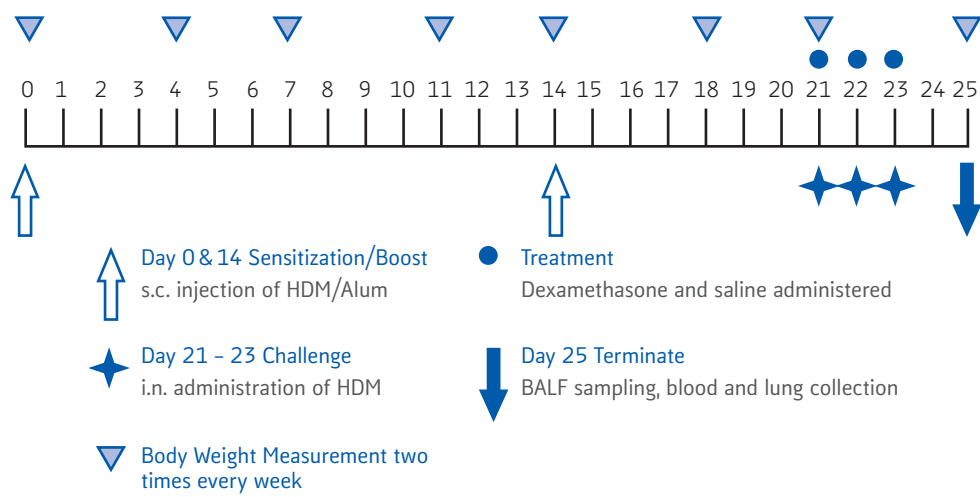 0 1 2 3 4 5 6 7 8 9 10 11 12 13 14 15 16 17 18 19 20 21 22 23 24 25
Day 0 & 14 Sensitization/Boost
s.c. injection of HDM/Alum
Treatment
Dexamethasone and saline administered
Day 21 – 23 Challenge
i.n. administration of HDM
Day 25 Terminate
BALF sampling, blood and lung collection
Body Weight Measurement two
times every week